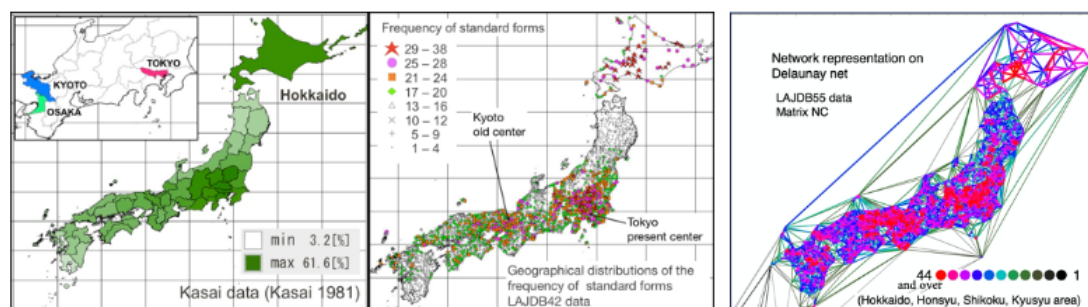 TOKYO
KYOTO
OSAKA
Hokkaido
min 3.2[%]
max 61.6[%]
Kasai data (Kasai 1981)
Frequency of standard forms
29 – 38
25 – 28
21 – 24
17 – 20
13 – 16
10 – 12
5 – 9
1 – 4
Kyoto
old center
Tokyo
present center
Geographical distributions of the
frequency of standard forms
LAJDB42 data
Network representation on
Delaunay net
LAJDB55 data
Matrix NC
44 1
and over
(Hokkaido, Honsyu, Shikoku, Kyusyu area)